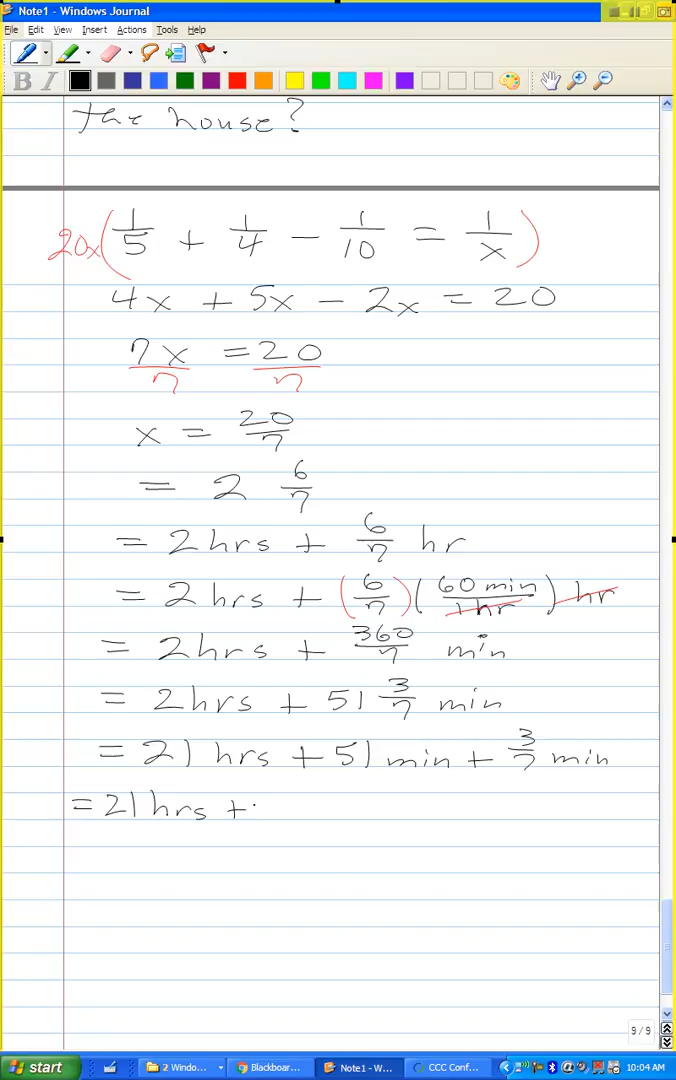 Note1 - Windows Journal
File Edit View Insert Actions Tools Help
B I
the house?
20x( 1/5 + 1/4 - 1/10 = 1/x )
4x + 5x - 2x = 20
7x/7 = 20/7
x = 20/7
= 2 6/7
= 2 hrs + 6/7 hr
= 2 hrs + (6/7)(60 min/1 hr) hr
= 2 hrs + 360/7 min
= 2 hrs + 51 3/7 min
= 21 hrs + 51 min + 3/7 min
= 21 hrs +
9/9
start 2 Windo... Blackboar... Note1 - W... CCC Conf... 10:04 AM